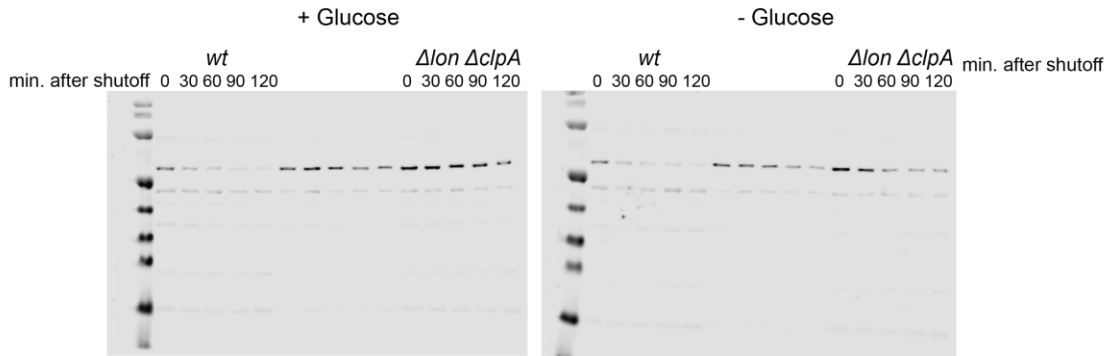 + Glucose
- Glucose
wt
Δlon ΔclpA
wt
Δlon ΔclpA
min. after shutoff 0 30 60 90 120
0 30 60 90 120
0 30 60 90 120
0 30 60 90 120 min. after shutoff